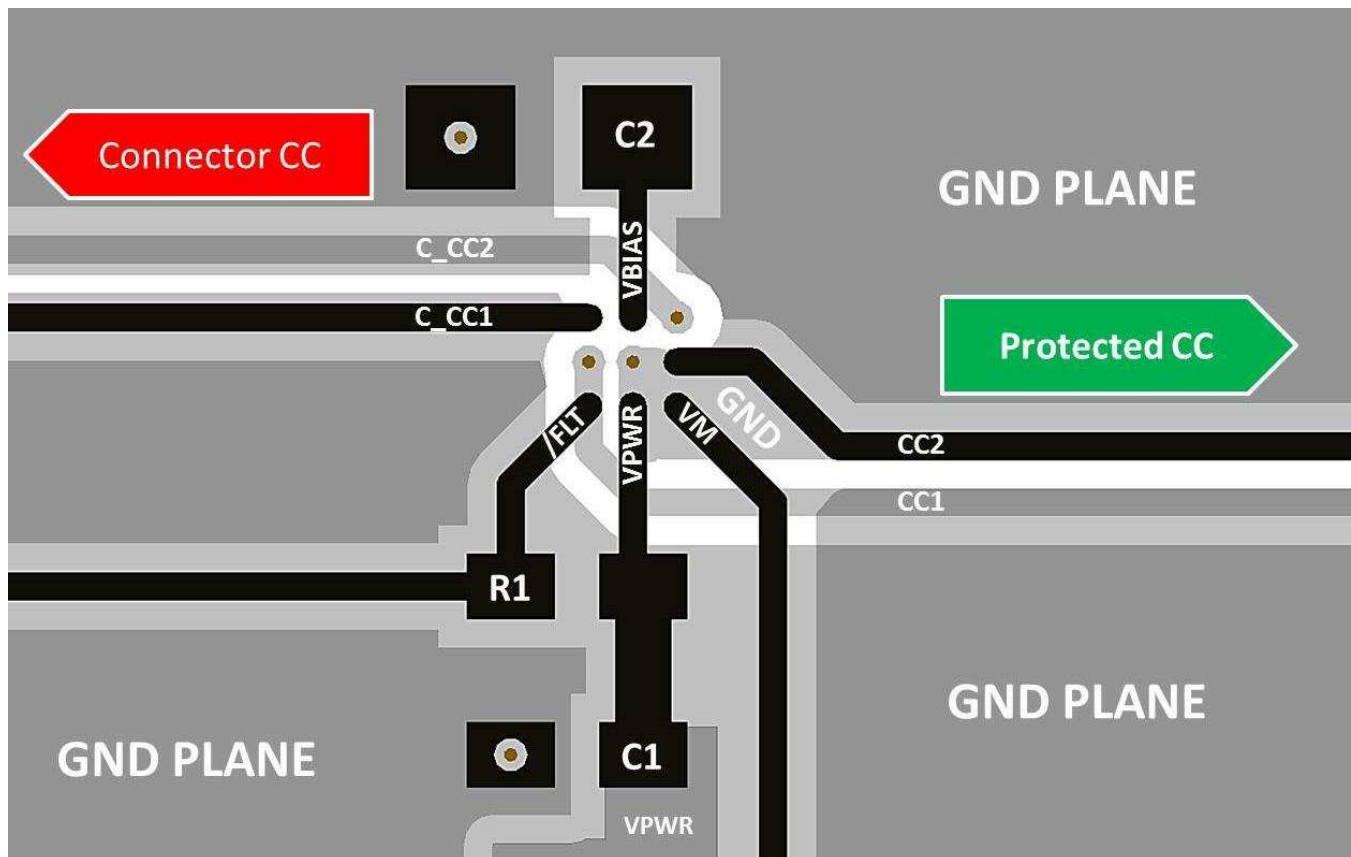 C2
Connector CC
GND PLANE
C_CC2
VBIAS
C_CC1
Protected CC
/FLT
VPWR
VM
GND
CC2
CC1
R1
GND PLANE
GND PLANE
C1
VPWR